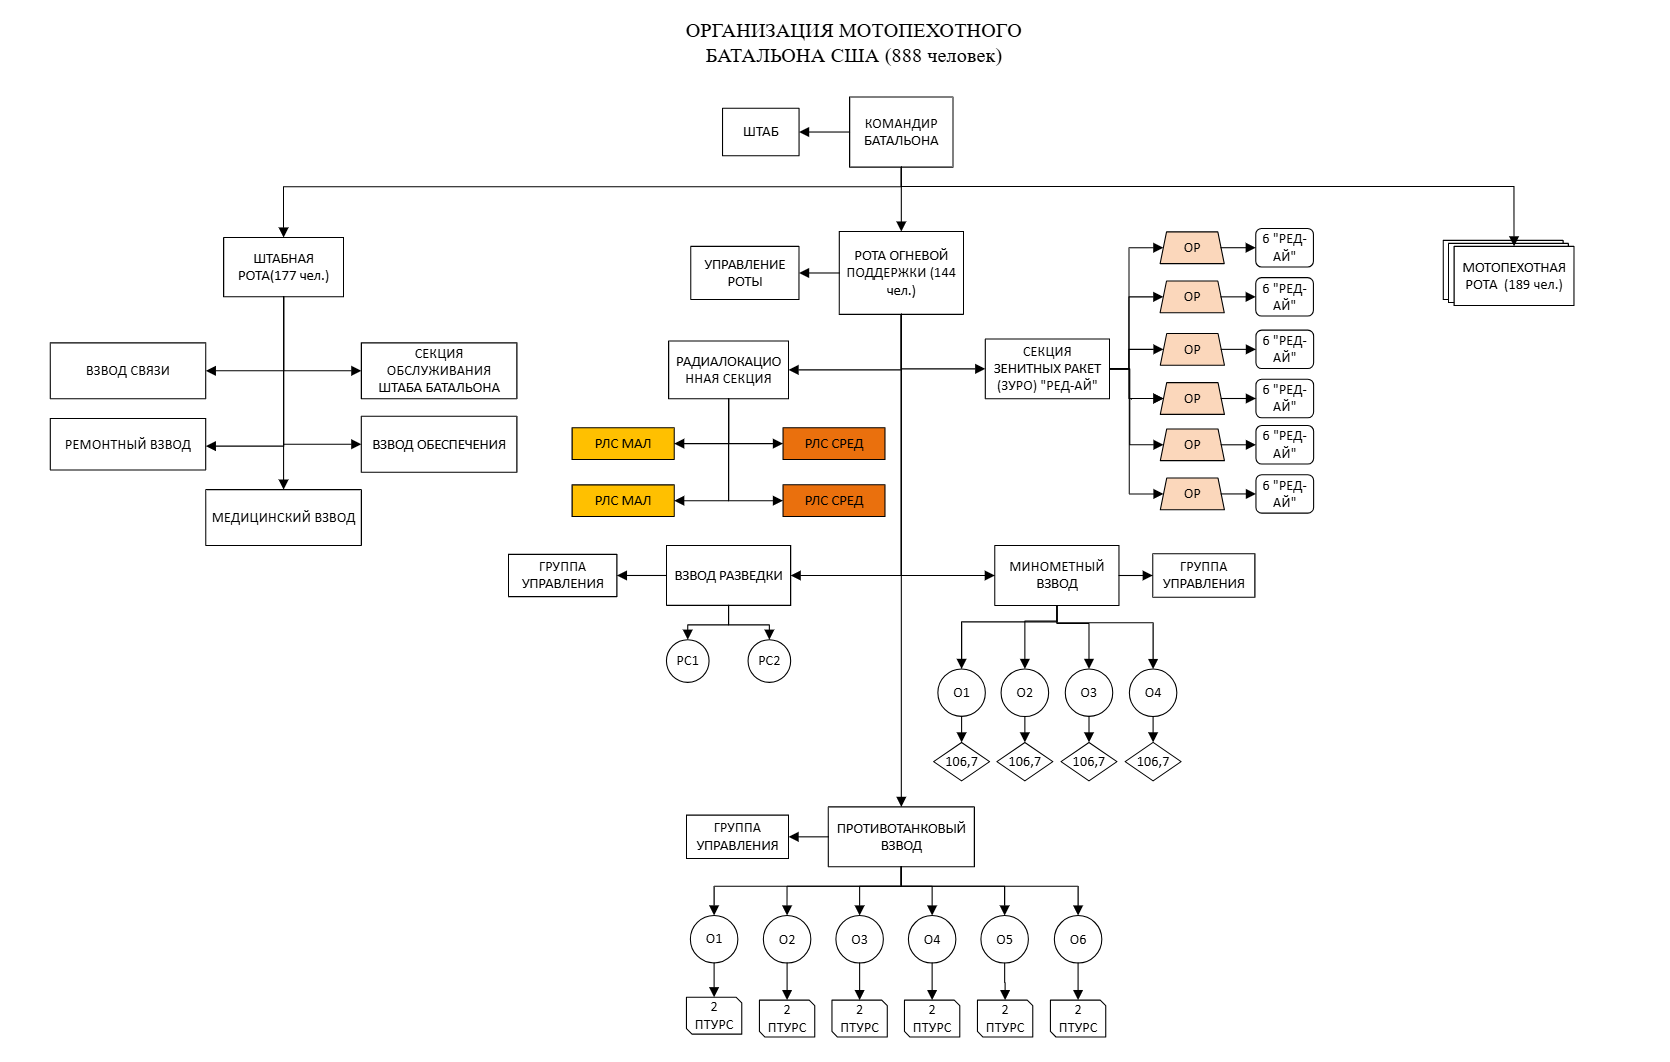 ОРГАНИЗАЦИЯ МОТОПЕХОТНОГО
БАТАЛЬОНА США (888 человек)
ШТАБ
КОМАНДИР
БАТАЛЬОНА
ШТАБНАЯ
РОТА(177 чел.)
УПРАВЛЕНИЕ
РОТЫ
РОТА ОГНЕВОЙ
ПОДДЕРЖКИ (144
чел.)
МОТОПЕХОТНАЯ
РОТА (189 чел.)
ВЗВОД СВЯЗИ
СЕКЦИЯ
ОБСЛУЖИВАНИЯ
ШТАБА БАТАЛЬОНА
РЕМОНТНЫЙ ВЗВОД
ВЗВОД ОБЕСПЕЧЕНИЯ
МЕДИЦИНСКИЙ ВЗВОД
РАДИАЛОКАЦИО
ННАЯ СЕКЦИЯ
РЛС МАЛ
РЛС СРЕД
РЛС МАЛ
РЛС СРЕД
СЕКЦИЯ
ЗЕНИТНЫХ РАКЕТ
(ЗУРО) "РЕД-АЙ"
ОР
6 "РЕД-
АЙ"
ОР
6 "РЕД-
АЙ"
ОР
6 "РЕД-
АЙ"
ОР
6 "РЕД-
АЙ"
ОР
6 "РЕД-
АЙ"
ОР
6 "РЕД-
АЙ"
ГРУППА
УПРАВЛЕНИЯ
ВЗВОД РАЗВЕДКИ
РС1
РС2
МИНОМЕТНЫЙ
ВЗВОД
ГРУППА
УПРАВЛЕНИЯ
О1
О2
О3
О4
106,7
106,7
106,7
106,7
ГРУППА
УПРАВЛЕНИЯ
ПРОТИВОТАНКОВЫЙ
ВЗВОД
О1
О2
О3
О4
О5
О6
2
ПТУРС
2
ПТУРС
2
ПТУРС
2
ПТУРС
2
ПТУРС
2
ПТУРС